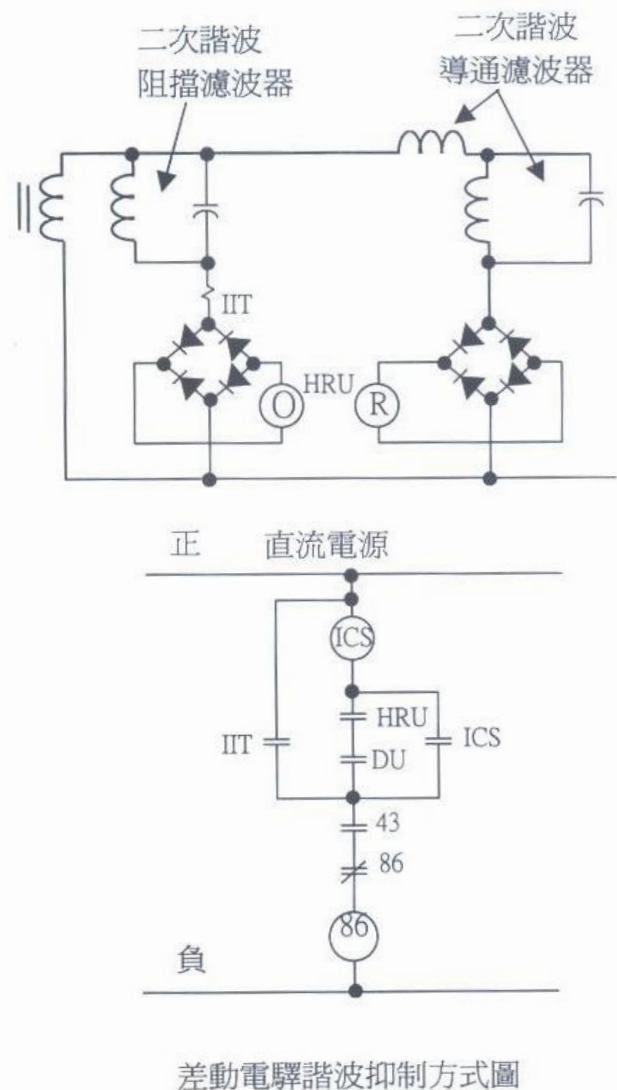 二次諧波
阻擋濾波器
二次諧波
導通濾波器
IIT
O
HRU
R
正
直流電源
ICS
HRU
IIT
DU
ICS
43
86
86
負
差動電驛諧波抑制方式圖